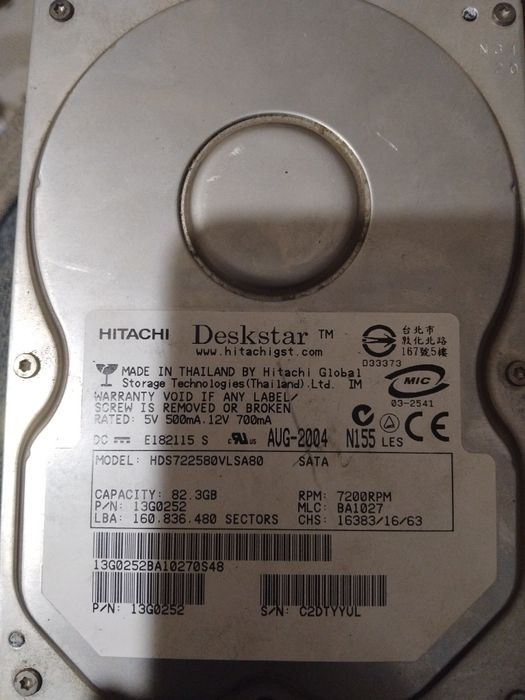 HITACHI Deskstar ™
www.hitachigst.com
台北市
敦化北路
167號5樓
D33373
MADE IN THAILAND BY Hitachi Global
Storage Technologies(Thailand).Ltd. IM
WARRANTY VOID IF ANY LABEL/
SCREW IS REMOVED OR BROKEN
RATED: 5V 500mA.12V 700mA
MIC
03-2541
DC E182115 S US AUG-2004 N155 LES CE
MODEL: HDS722580VLSA80 SATA
CAPACITY: 82.3GB RPM: 7200RPM
P/N: 13G0252 MLC: BA1027
LBA: 160.836.480 SECTORS CHS: 16383/16/63
13G0252BA10270S48
P/N: 13G0252 S/N: C2DTYYUL